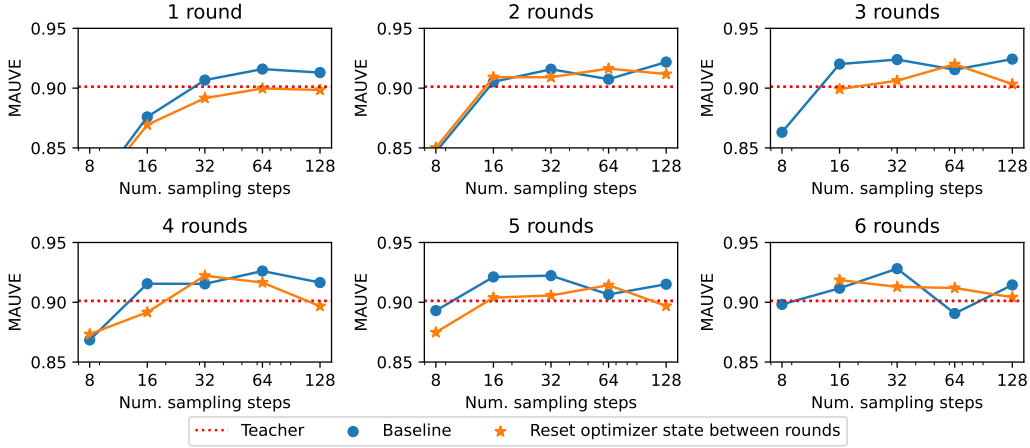 1 round
2 rounds
3 rounds
0.95
0.90
0.85
MAUVE
8 16 32 64 128
Num. sampling steps
0.95
0.90
0.85
MAUVE
8 16 32 64 128
Num. sampling steps
0.95
0.90
0.85
MAUVE
8 16 32 64 128
Num. sampling steps
4 rounds
5 rounds
6 rounds
0.95
0.90
0.85
MAUVE
8 16 32 64 128
Num. sampling steps
0.95
0.90
0.85
MAUVE
8 16 32 64 128
Num. sampling steps
0.95
0.90
0.85
MAUVE
8 16 32 64 128
Num. sampling steps
Teacher Baseline Reset optimizer state between rounds